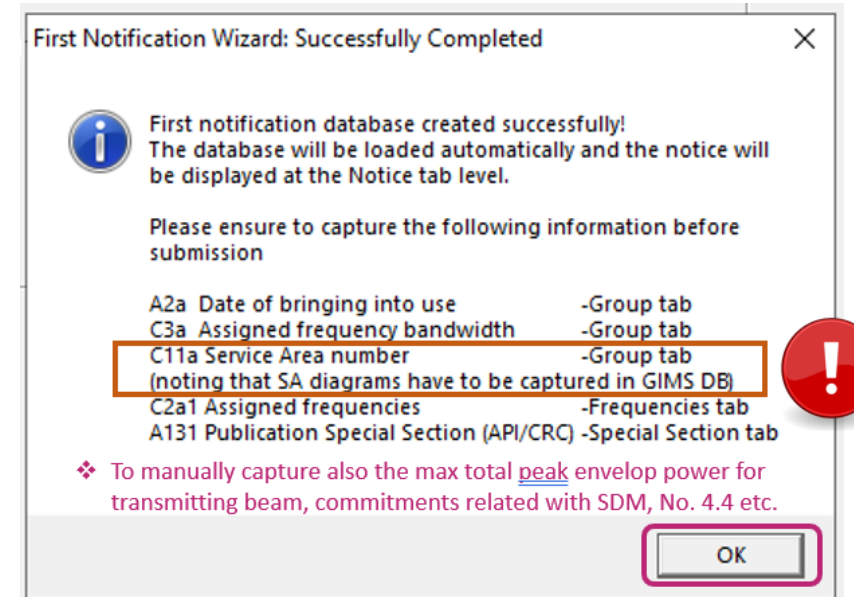 First Notification Wizard: Successfully Completed
First notification database created successfully!
The database will be loaded automatically and the notice will
be displayed at the Notice tab level.
Please ensure to capture the following information before
submission
A2a Date of bringing into use -Group tab
C3a Assigned frequency bandwidth -Group tab
C11a Service Area number -Group tab
(noting that SA diagrams have to be captured in GIMS DB)
C2a1 Assigned frequencies -Frequencies tab
A131 Publication Special Section (API/CRC) -Special Section tab
❖ To manually capture also the max total peak envelop power for
transmitting beam, commitments related with SDM, No. 4.4 etc.
OK